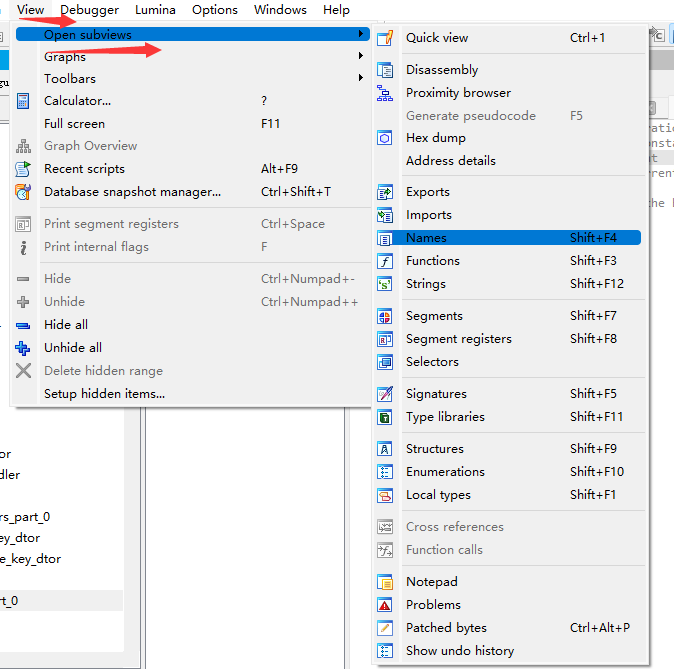 View Debugger Lumina Options Windows Help
Open subviews
Graphs
Toolbars
Calculator... ?
Full screen F11
Graph Overview
Recent scripts Alt+F9
Database snapshot manager... Ctrl+Shift+T
Print segment registers Ctrl+Space
Print internal flags F
Hide Ctrl+Numpad+-
Unhide Ctrl+Numpad++
Hide all
Unhide all
Delete hidden range
Setup hidden items...
Quick view Ctrl+1
Disassembly
Proximity browser
Generate pseudocode F5
Hex dump
Address details
Exports
Imports
Names Shift+F4
Functions Shift+F3
Strings Shift+F12
Segments Shift+F7
Segment registers Shift+F8
Selectors
Signatures Shift+F5
Type libraries Shift+F11
Structures Shift+F9
Enumerations Shift+F10
Local types Shift+F1
Cross references
Function calls
Notepad
Problems
Patched bytes Ctrl+Alt+P
Show undo history
or
dler
rs_part_0
ey_dtor
e_key_dtor
rt_0